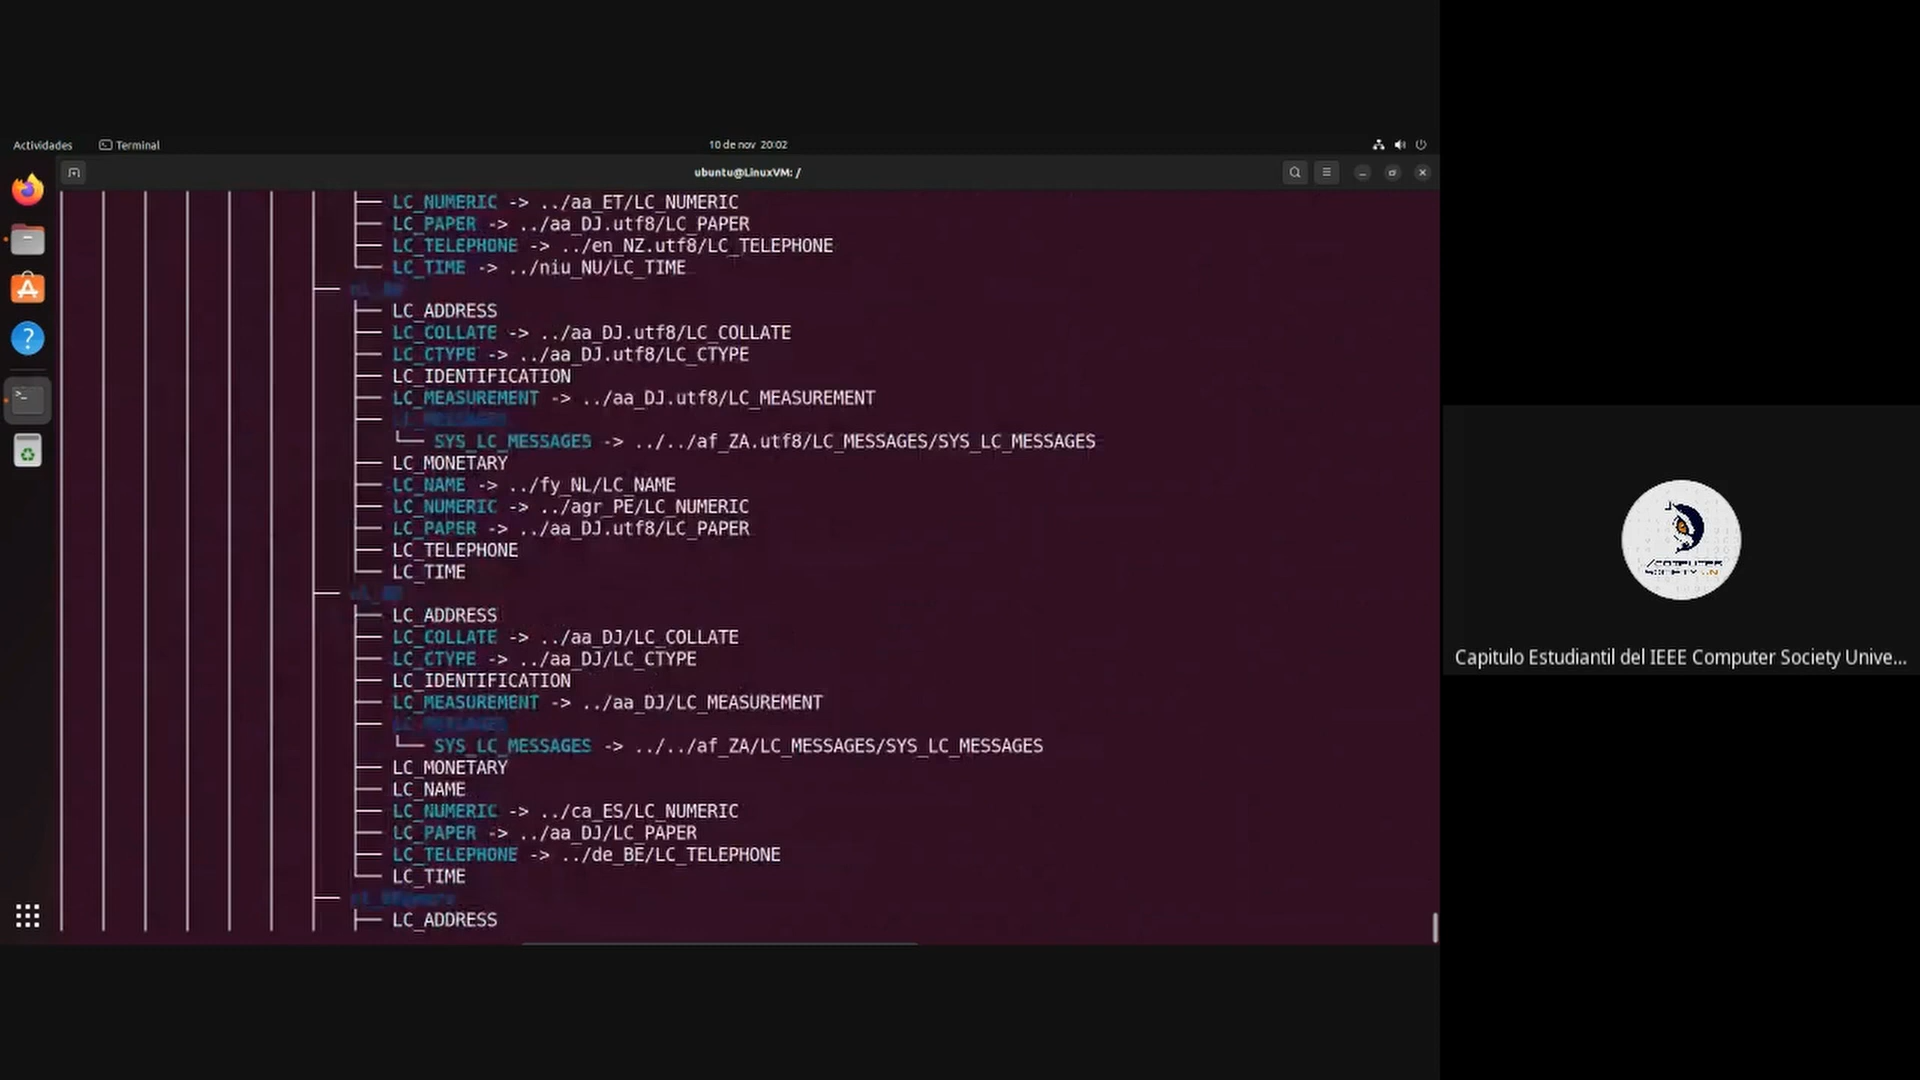 Actividades
Terminal
10 de nov 20:02
ubuntu@LinuxVM: /
├── LC_NUMERIC -> ../aa_ET/LC_NUMERIC
├── LC_PAPER -> ../aa_DJ.utf8/LC_PAPER
├── LC_TELEPHONE -> ../en_NZ.utf8/LC_TELEPHONE
└── LC_TIME -> ../niu_NU/LC_TIME
├── LC_ADDRESS
├── LC_COLLATE -> ../aa_DJ.utf8/LC_COLLATE
├── LC_CTYPE -> ../aa_DJ.utf8/LC_CTYPE
├── LC_IDENTIFICATION
├── LC_MEASUREMENT -> ../aa_DJ.utf8/LC_MEASUREMENT
├── LC_MESSAGES
└── SYS_LC_MESSAGES -> ../../af_ZA.utf8/LC_MESSAGES/SYS_LC_MESSAGES
├── LC_MONETARY
├── LC_NAME -> ../fy_NL/LC_NAME
├── LC_NUMERIC -> ../agr_PE/LC_NUMERIC
├── LC_PAPER -> ../aa_DJ.utf8/LC_PAPER
├── LC_TELEPHONE
└── LC_TIME
├── LC_ADDRESS
├── LC_COLLATE -> ../aa_DJ/LC_COLLATE
├── LC_CTYPE -> ../aa_DJ/LC_CTYPE
├── LC_IDENTIFICATION
├── LC_MEASUREMENT -> ../aa_DJ/LC_MEASUREMENT
├── LC_MESSAGES
└── SYS_LC_MESSAGES -> ../../af_ZA/LC_MESSAGES/SYS_LC_MESSAGES
├── LC_MONETARY
├── LC_NAME
├── LC_NUMERIC -> ../ca_ES/LC_NUMERIC
├── LC_PAPER -> ../aa_DJ/LC_PAPER
├── LC_TELEPHONE -> ../de_BE/LC_TELEPHONE
└── LC_TIME
├── LC_ADDRESS
COMPUTER
SOCIETY
Capitulo Estudiantil del IEEE Computer Society Unive...